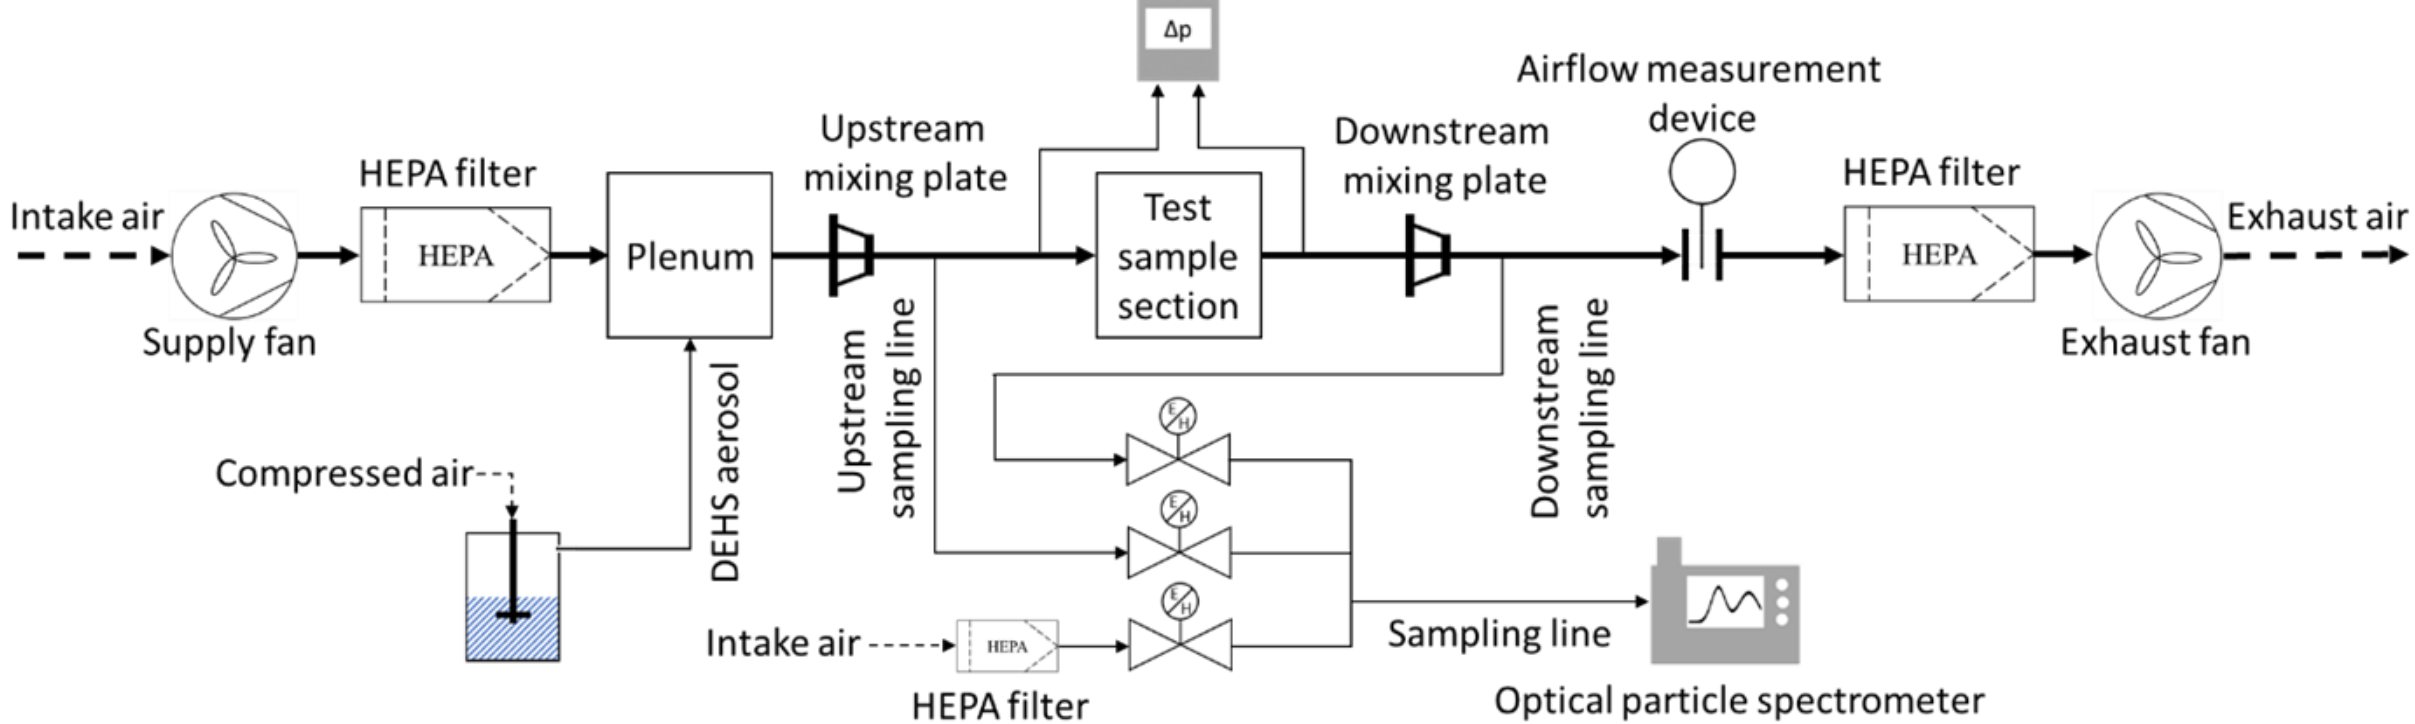 Δp
Airflow measurement
device
Upstream
mixing plate
Downstream
mixing plate
HEPA filter
HEPA filter
Intake air
Exhaust air
HEPA
Plenum
Test
sample
section
HEPA
Supply fan
Exhaust fan
Upstream
sampling line
Downstream
sampling line
DEHS aerosol
Compressed air
E
H
E
H
E
H
Intake air
HEPA
Sampling line
HEPA filter
Optical particle spectrometer